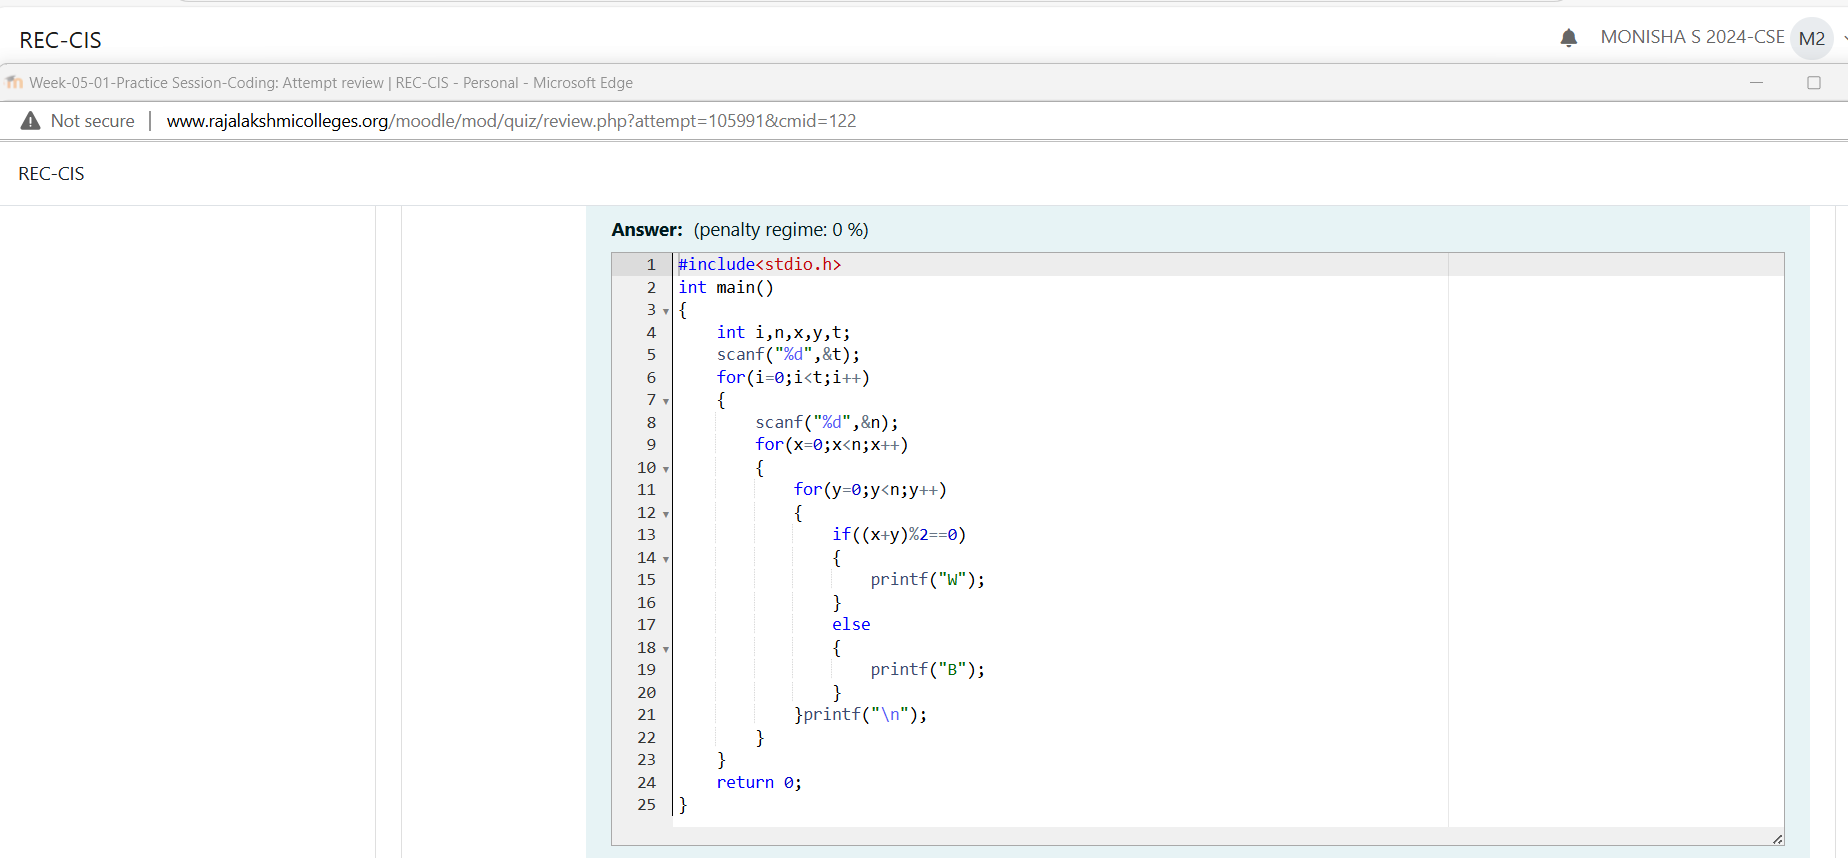 REC-CIS
MONISHA S 2024-CSE M2
Week-05-01-Practice Session-Coding: Attempt review | REC-CIS - Personal - Microsoft Edge
Not secure | www.rajalakshmicolleges.org/moodle/mod/quiz/review.php?attempt=105991&cmid=122
REC-CIS
Answer: (penalty regime: 0 %)
1 #include<stdio.h>
2 int main()
3 {
4     int i,n,x,y,t;
5     scanf("%d",&t);
6     for(i=0;i<t;i++)
7     {
8         scanf("%d",&n);
9         for(x=0;x<n;x++)
10         {
11             for(y=0;y<n;y++)
12             {
13                 if((x+y)%2==0)
14                 {
15                     printf("W");
16                 }
17                 else
18                 {
19                     printf("B");
20                 }
21             }printf("\n");
22         }
23     }
24     return 0;
25 }